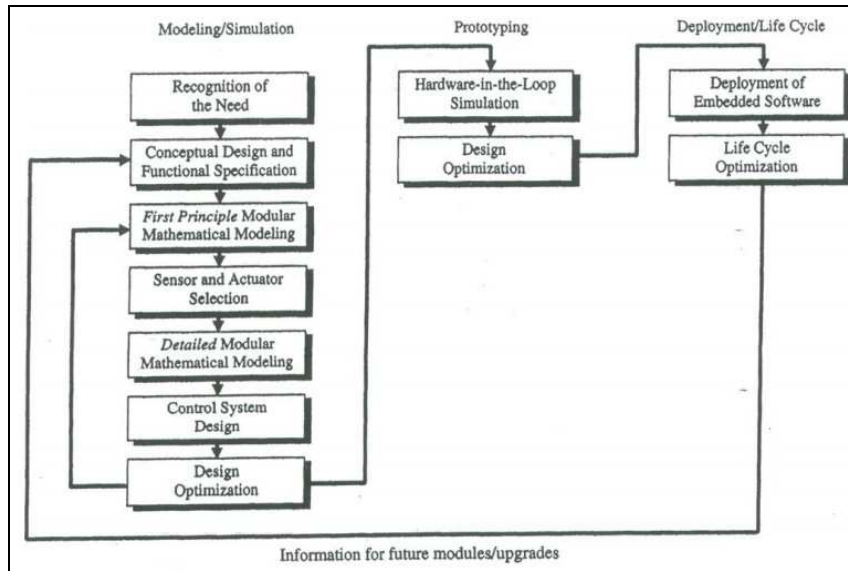 Modeling/Simulation
Recognition of
the Need
Conceptual Design and
Functional Specification
First Principle Modular
Mathematical Modeling
Sensor and Actuator
Selection
Detailed Modular
Mathematical Modeling
Control System
Design
Design
Optimization
Prototyping
Hardware-in-the-Loop
Simulation
Design
Optimization
Deployment/Life Cycle
Deployment of
Embedded Software
Life Cycle
Optimization
Information for future modules/upgrades